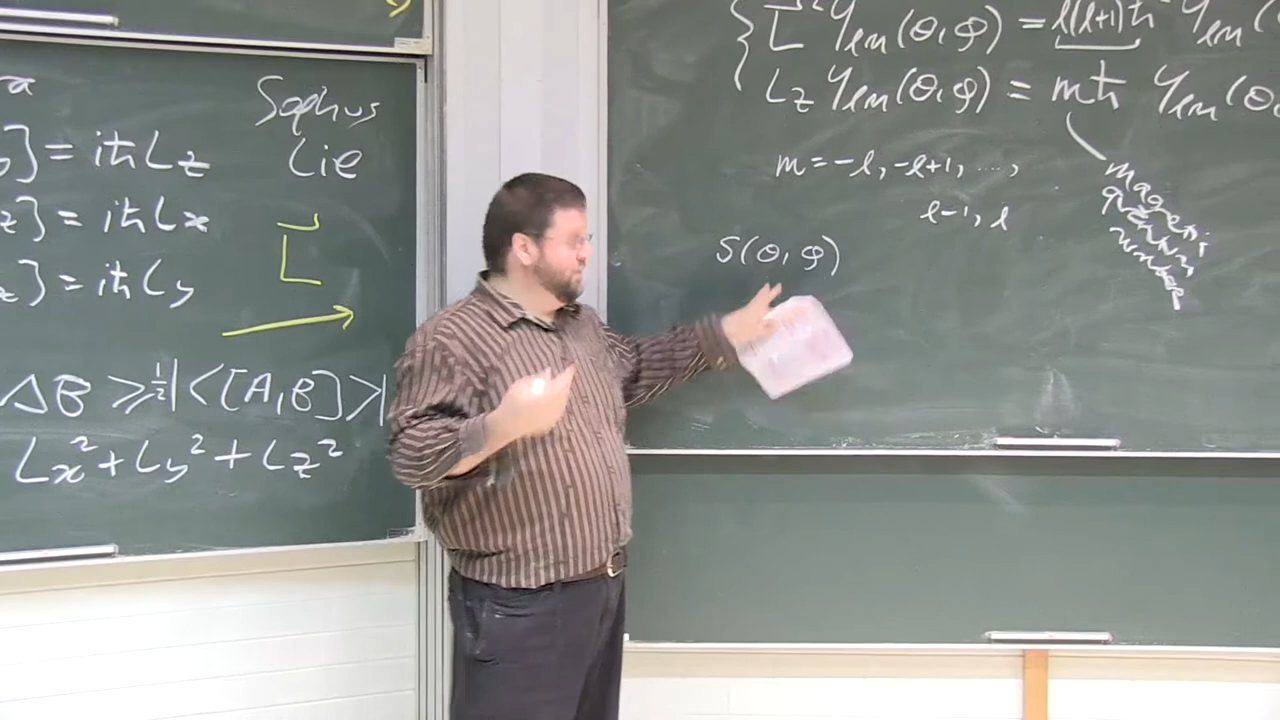 a
Sophus
Lie
] = iħLz
z] = iħLx
x] = iħLy
L
ΔB ≥ ½|<[A,B]>|
Lx² + Ly² + Lz²
L² Yℓm(θ,φ) = ℓ(ℓ+1)ħ² Yℓm(
Lz Yℓm(θ,φ) = mħ Yℓm(θ,
m = -ℓ, -ℓ+1, ...,
ℓ-1, ℓ
S(θ, φ)
magnetic
quantum
number